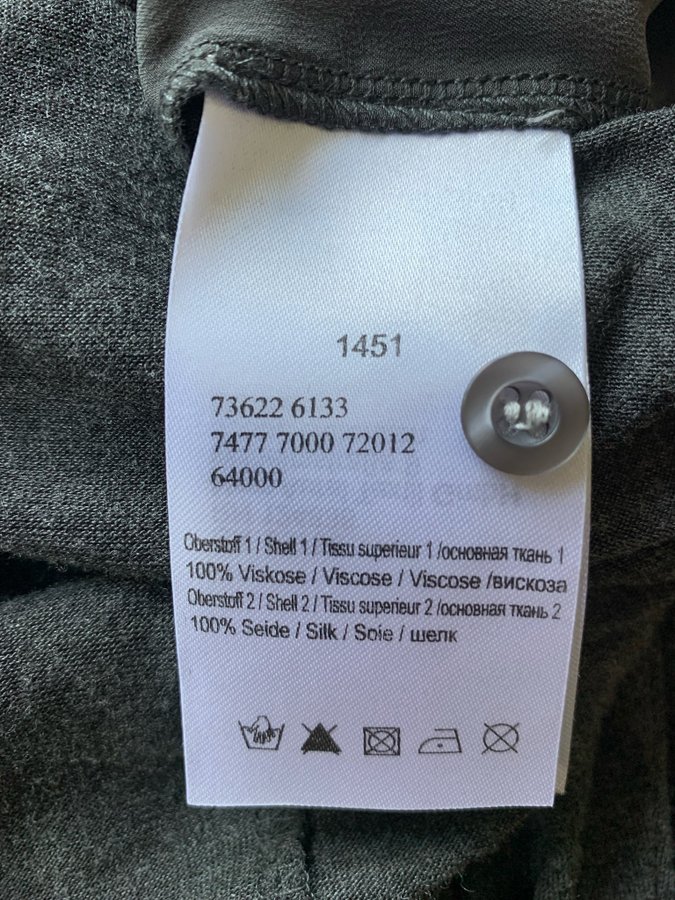 1451
73622 6133
7477 7000 72012
64000
Oberstoff 1 / Shell 1 / Tissu superieur 1 /основная ткань 1
100% Viskose / Viscose / Viscose /вискоза
Oberstoff 2 / Shell 2 / Tissu superieur 2 /основная ткань 2
100% Seide / Silk / Soie / шелк